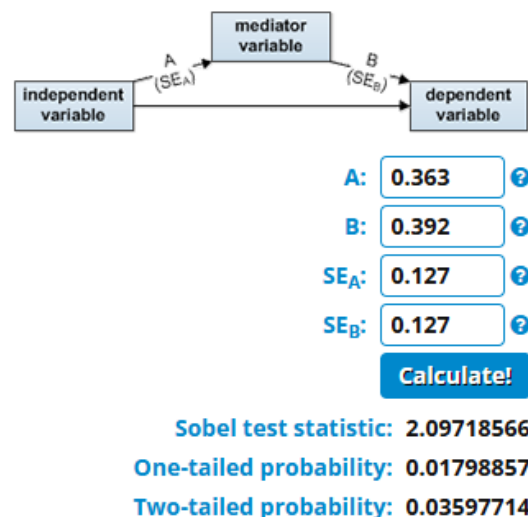 mediator
variable
A
(SEA)
B
(SEB)
independent
variable
dependent
variable
A: 0.363 ?
B: 0.392 ?
SEA: 0.127 ?
SEB: 0.127 ?
Calculate!
Sobel test statistic: 2.09718566
One-tailed probability: 0.01798857
Two-tailed probability: 0.03597714